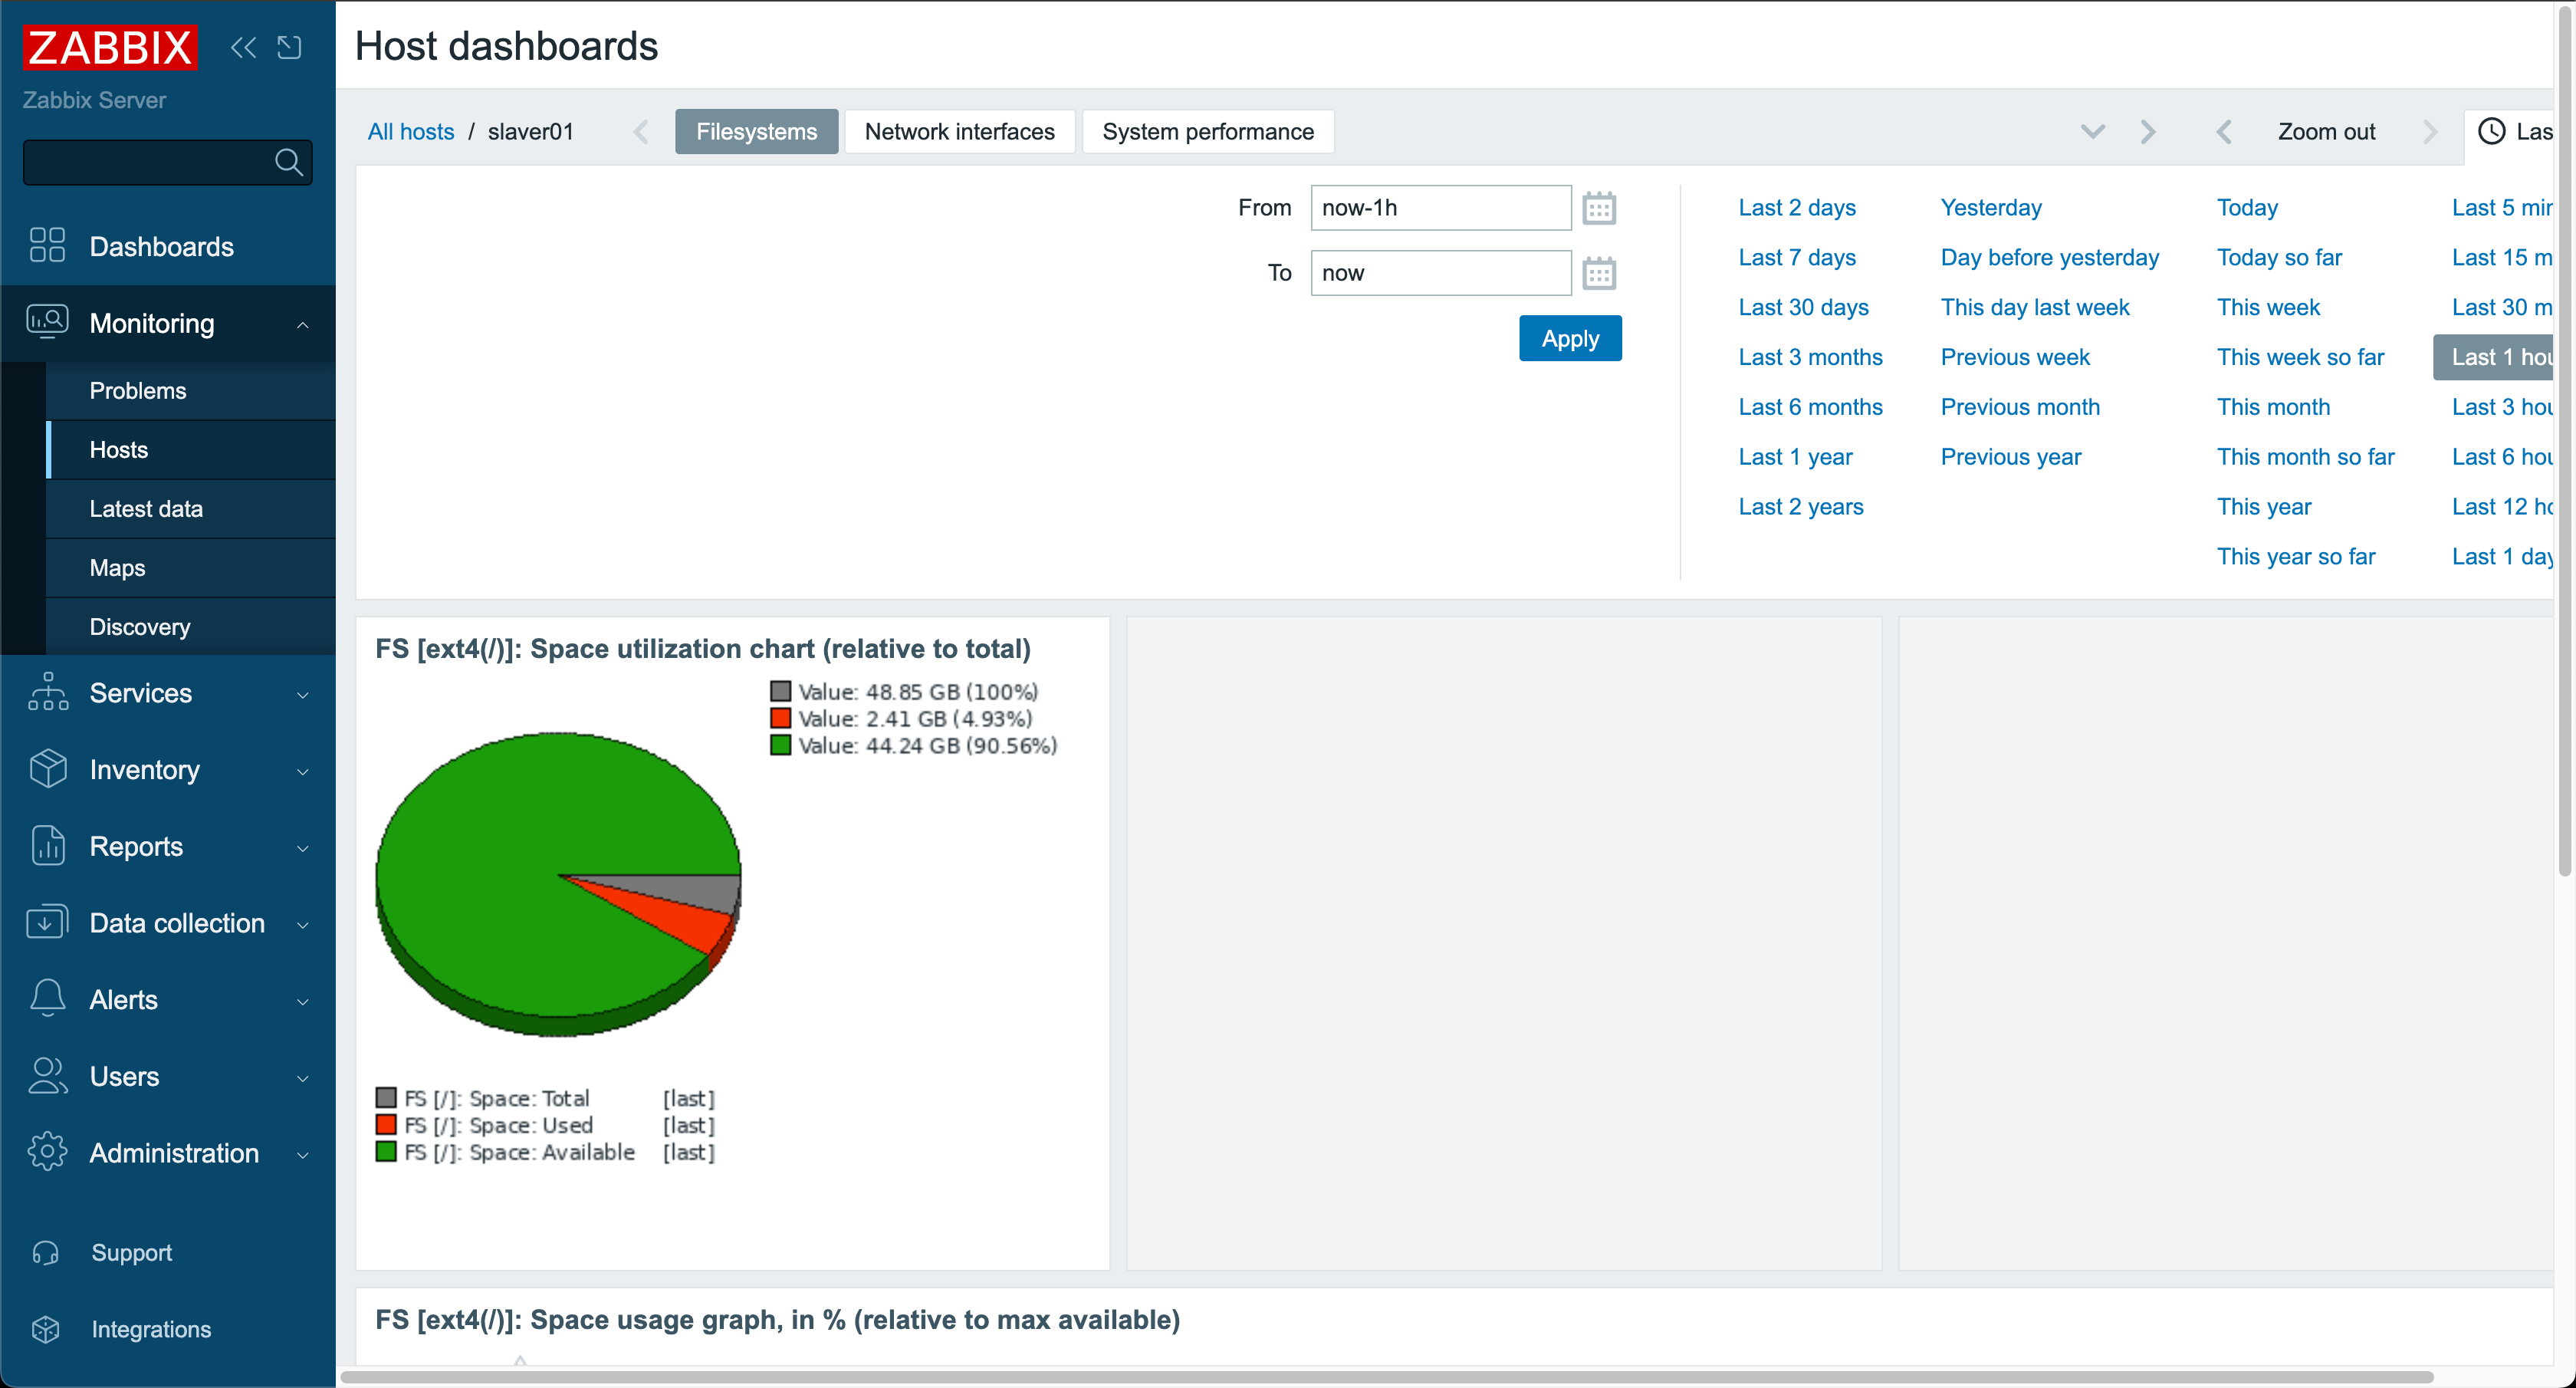 ZABBIX
Zabbix Server
Dashboards
Monitoring
Problems
Hosts
Latest data
Maps
Discovery
Services
Inventory
Reports
Data collection
Alerts
Users
Administration
Support
Integrations
Host dashboards
All hosts / slaver01
Filesystems
Network interfaces
System performance
Zoom out
Las
From now-1h
To now
Apply
Last 2 days
Last 7 days
Last 30 days
Last 3 months
Last 6 months
Last 1 year
Last 2 years
Yesterday
Day before yesterday
This day last week
Previous week
Previous month
Previous year
Today
Today so far
This week
This week so far
This month
This month so far
This year
This year so far
Last 5 min
Last 15 m
Last 30 m
Last 1 hou
Last 3 hou
Last 6 hou
Last 12 ho
Last 1 day
FS [ext4(/)]: Space utilization chart (relative to total)
Value: 48.85 GB (100%)
Value: 2.41 GB (4.93%)
Value: 44.24 GB (90.56%)
FS [/]: Space: Total [last]
FS [/]: Space: Used [last]
FS [/]: Space: Available [last]
FS [ext4(/)]: Space usage graph, in % (relative to max available)